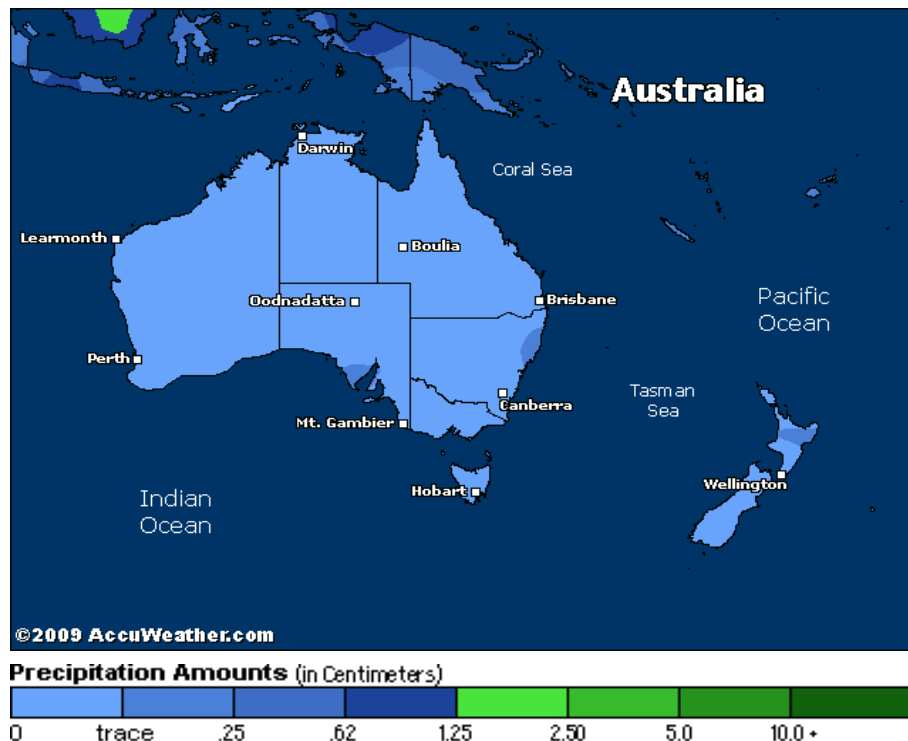 Australia
Darwin
Coral Sea
Learmonth
Boulia
Oodnadatta
Brisbane
Pacific
Ocean
Perth
Tasman
Sea
Canberra
Mt. Gambier
Wellington
Hobart
Indian
Ocean
©2009 AccuWeather.com
Precipitation Amounts (in Centimeters)
0 trace .25 .62 1.25 2.50 5.0 10.0 +